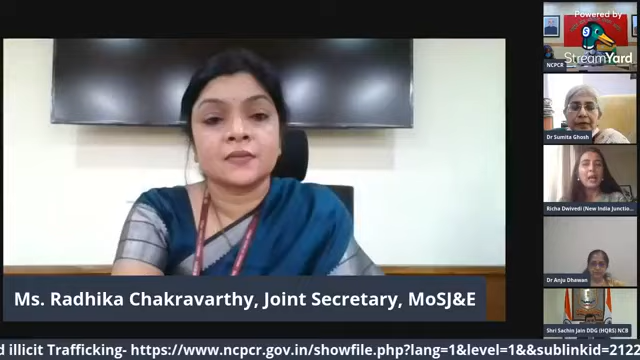 Powered by
StreamYard
NCPCR
Dr Sumita Ghosh
Richa Dwivedi (New India Junctio...
Dr Anju Dhawan
Shri Sachin Jain DDG (HQRS) NCB
Ms. Radhika Chakravarthy, Joint Secretary, MoSJ&E
d illicit Trafficking- https://www.ncpcr.gov.in/showfile.php?lang=1&level=1&&sublinkid=2122